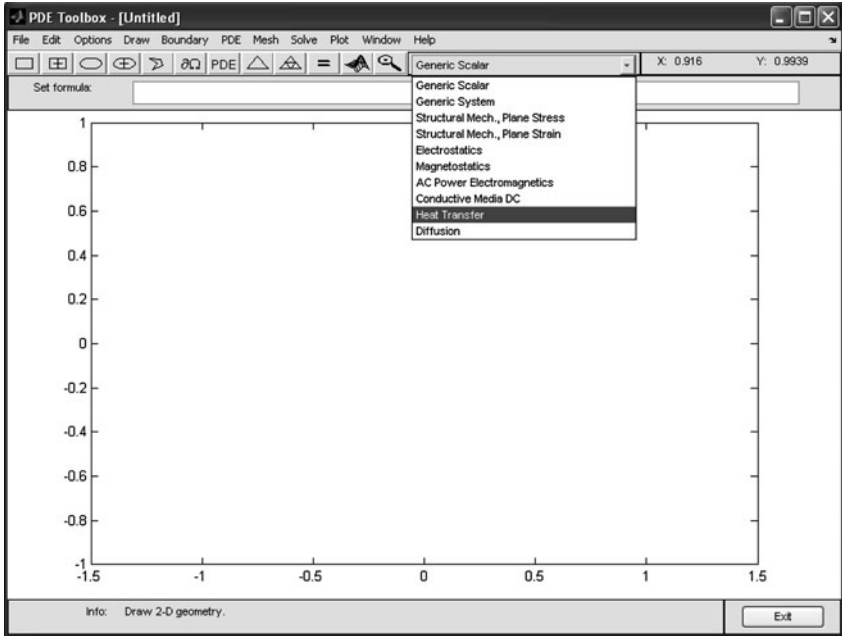 PDE Toolbox - [Untitled]
File Edit Options Draw Boundary PDE Mesh Solve Plot Window Help
∂Ω PDE = Generic Scalar X: 0.916 Y: 0.9939
Set formula:
Generic Scalar
Generic System
Structural Mech., Plane Stress
Structural Mech., Plane Strain
Electrostatics
Magnetostatics
AC Power Electromagnetics
Conductive Media DC
Heat Transfer
Diffusion
1
0.8
0.6
0.4
0.2
0
-0.2
-0.4
-0.6
-0.8
-1
-1.5 -1 -0.5 0 0.5 1 1.5
Info: Draw 2-D geometry.
Exit